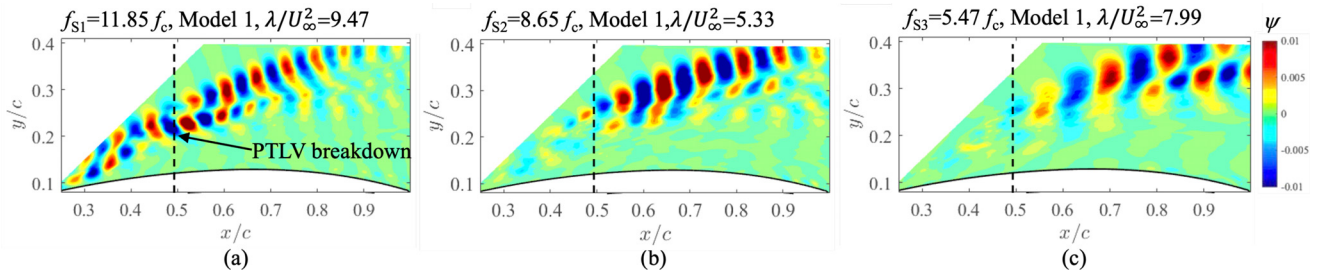 f_S1=11.85 f_c, Model 1, λ/U_∞^2=9.47
0.4
0.3
0.2
0.1
y/c
PTLV breakdown
0.3 0.4 0.5 0.6 0.7 0.8 0.9
x/c
(a)
f_S2=8.65 f_c, Model 1,λ/U_∞^2=5.33
0.4
0.3
0.2
0.1
y/c
0.3 0.4 0.5 0.6 0.7 0.8 0.9
x/c
(b)
f_S3=5.47 f_c, Model 1, λ/U_∞^2=7.99
0.4
0.3
0.2
0.1
y/c
0.3 0.4 0.5 0.6 0.7 0.8 0.9
x/c
(c)
ψ
0.01
0.005
0
-0.005
-0.01